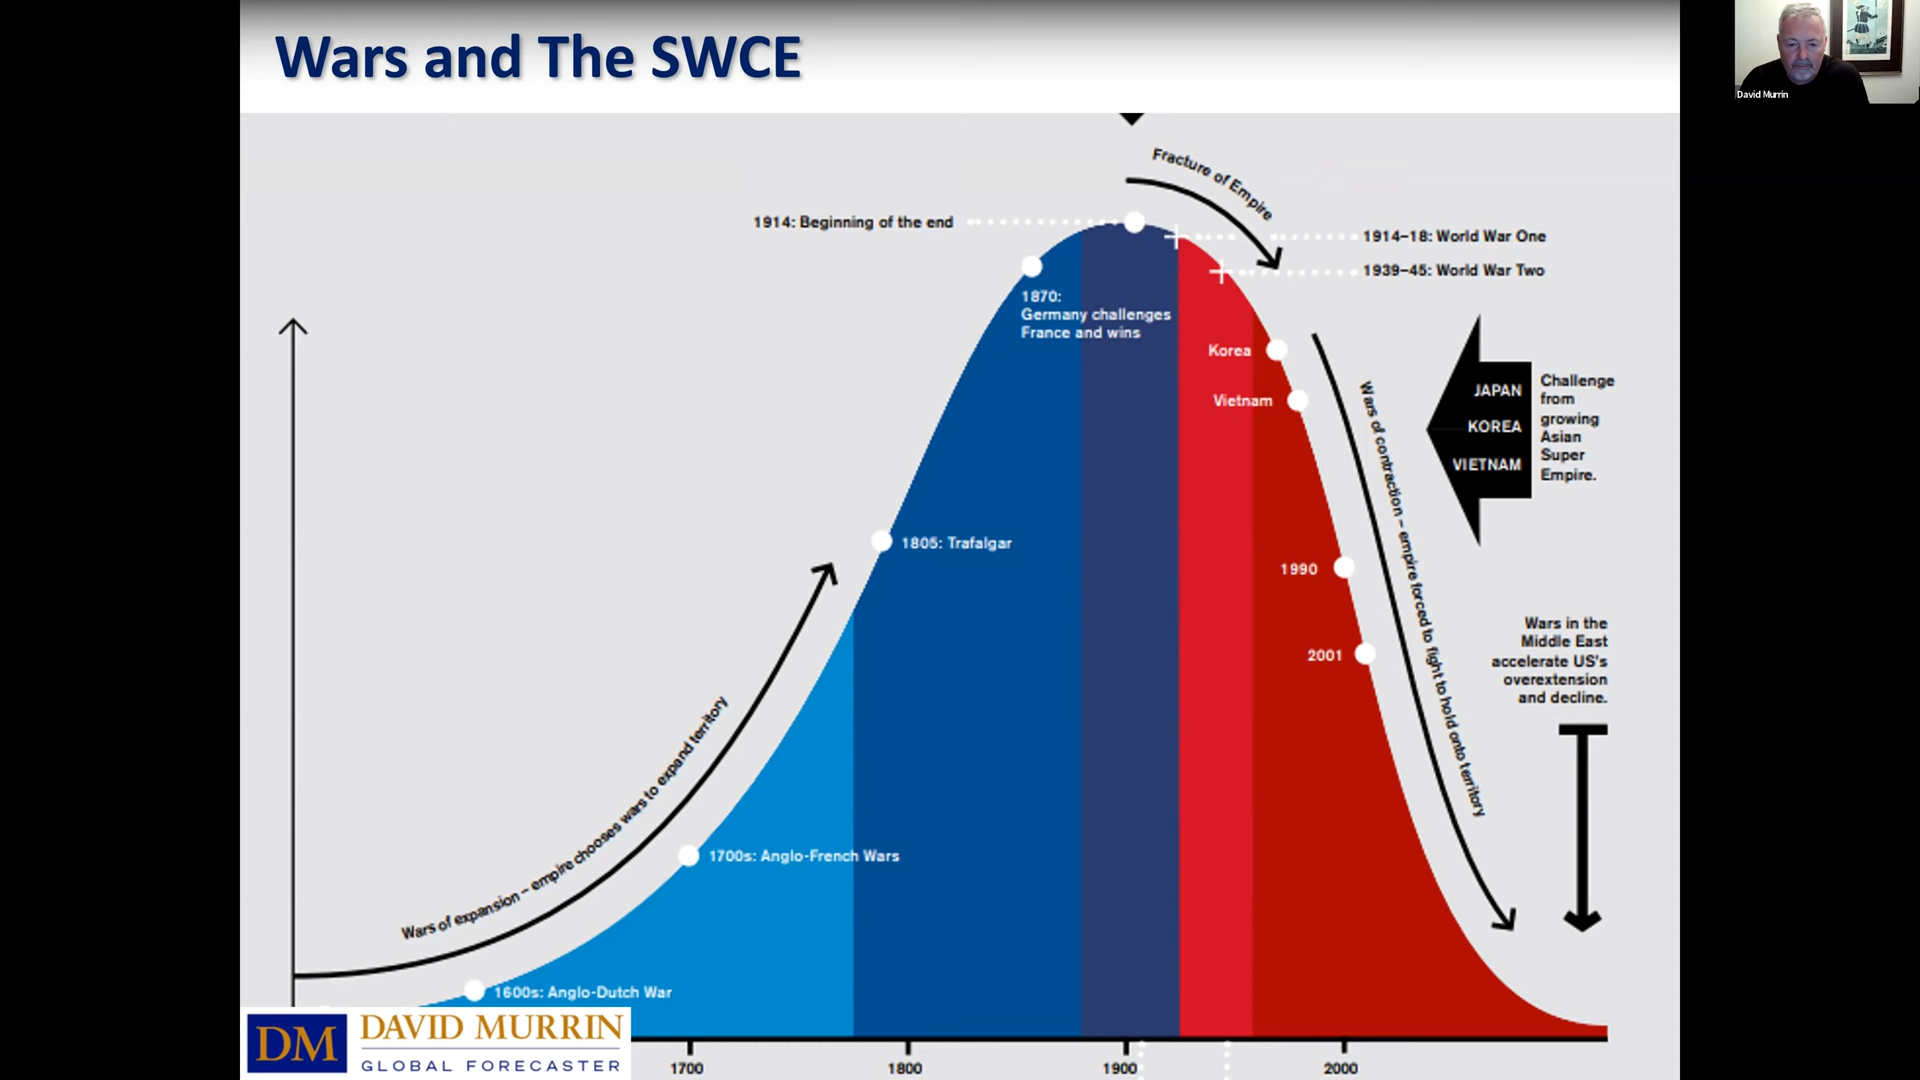 Wars and The SWCE
David Murrin
Fracture of Empire
1914: Beginning of the end
1914–18: World War One
1939–45: World War Two
1870:
Germany challenges
France and wins
Korea
Vietnam
JAPAN
KOREA
VIETNAM
Challenge
from
growing
Asian
Super
Empire.
Wars of contraction – empire forced to fight to hold onto territory
1805: Trafalgar
1990
2001
Wars in the
Middle East
accelerate US's
overextension
and decline.
Wars of expansion – empire chooses wars to expand territory
1700s: Anglo-French Wars
1600s: Anglo-Dutch War
DM
DAVID MURRIN
GLOBAL FORECASTER
1700
1800
1900
2000